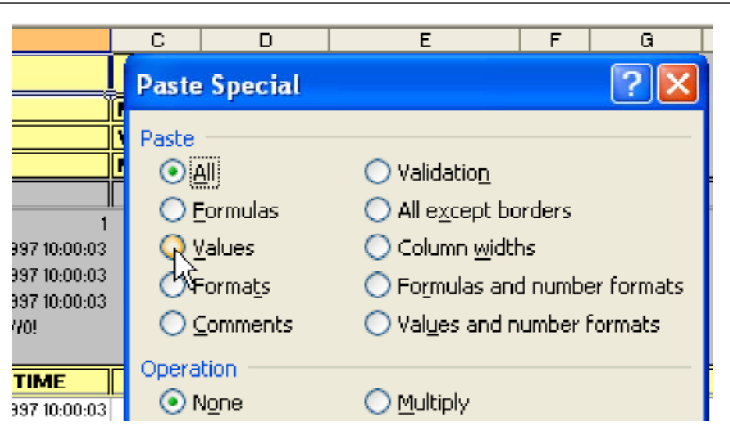 C D E F G
Paste Special
Paste
All Validation
Formulas All except borders
1
997 10:00:03 Values Column widths
997 10:00:03 Formats Formulas and number formats
997 10:00:03
//0! Comments Values and number formats
Operation
TIME
997 10:00:03 None Multiply